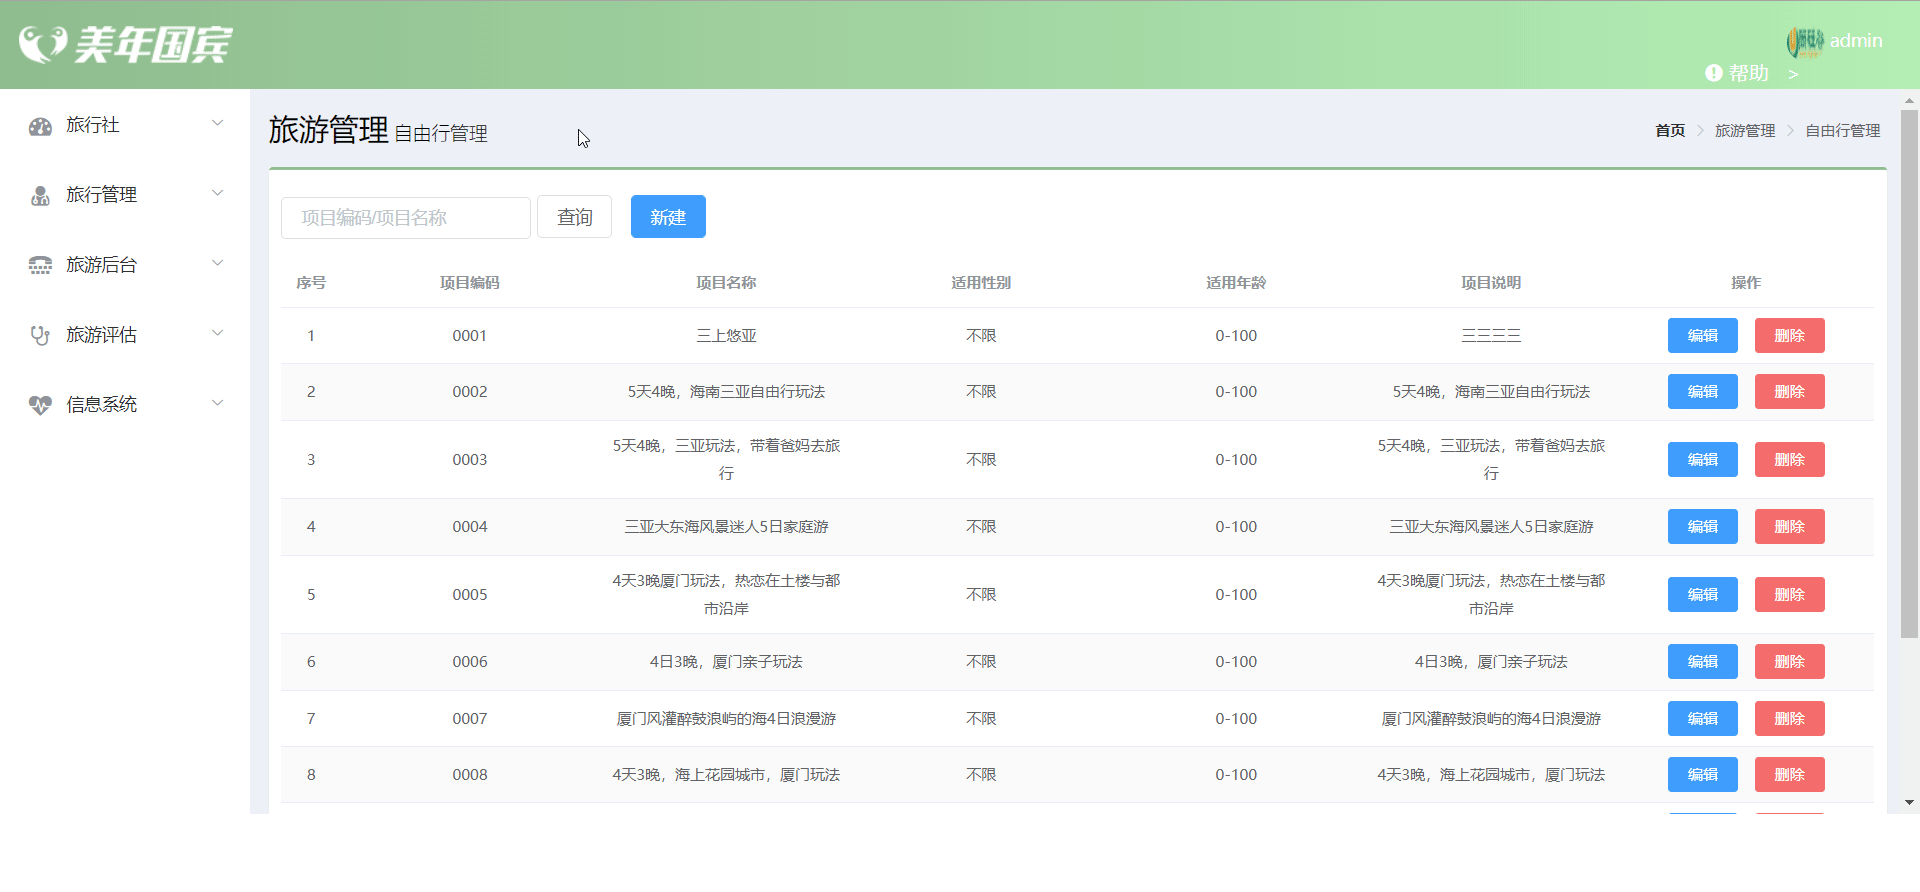 美年国宾
admin
帮助 >
旅行社
旅行管理
旅游后台
旅游评估
信息系统
旅游管理 自由行管理
首页 > 旅游管理 > 自由行管理
项目编码/项目名称 查询 新建
序号 项目编码 项目名称 适用性别 适用年龄 项目说明 操作
1 0001 三上悠亚 不限 0-100 三三三三 编辑 删除
2 0002 5天4晚，海南三亚自由行玩法 不限 0-100 5天4晚，海南三亚自由行玩法 编辑 删除
3 0003 5天4晚，三亚玩法，带着爸妈去旅行 不限 0-100 5天4晚，三亚玩法，带着爸妈去旅行 编辑 删除
4 0004 三亚大东海风景迷人5日家庭游 不限 0-100 三亚大东海风景迷人5日家庭游 编辑 删除
5 0005 4天3晚厦门玩法，热恋在土楼与都市沿岸 不限 0-100 4天3晚厦门玩法，热恋在土楼与都市沿岸 编辑 删除
6 0006 4日3晚，厦门亲子玩法 不限 0-100 4日3晚，厦门亲子玩法 编辑 删除
7 0007 厦门风灌醉鼓浪屿的海4日浪漫游 不限 0-100 厦门风灌醉鼓浪屿的海4日浪漫游 编辑 删除
8 0008 4天3晚，海上花园城市，厦门玩法 不限 0-100 4天3晚，海上花园城市，厦门玩法 编辑 删除